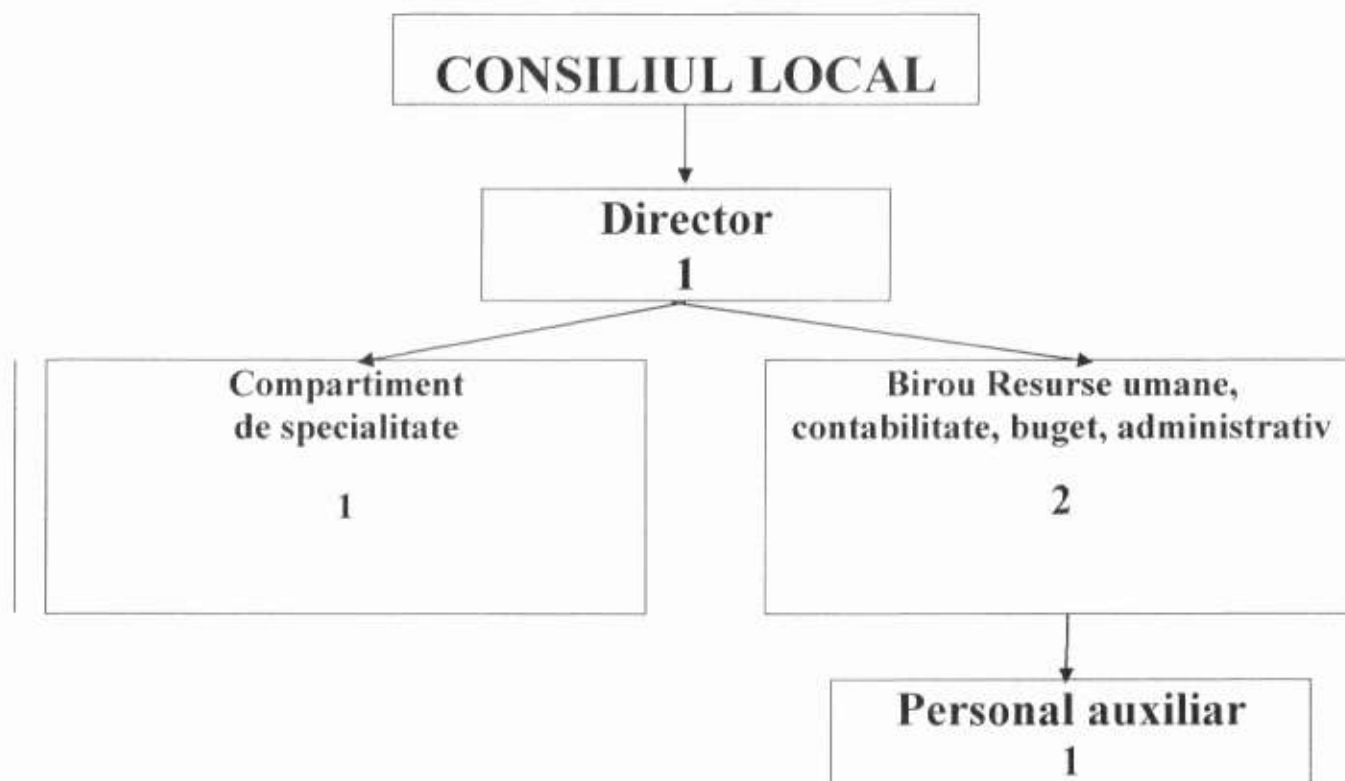 CONSILIUL LOCAL
Director
1
Compartiment
de specialitate
1
Birou Resurse umane,
contabilitate, buget, administrativ
2
Personal auxiliar
1